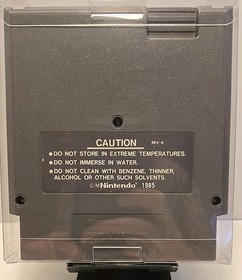 CAUTION REV-A
●DO NOT STORE IN EXTREME TEMPERATURES.
●DO NOT IMMERSE IN WATER.
●DO NOT CLEAN WITH BENZENE, THINNER,
ALCOHOL OR OTHER SUCH SOLVENTS.
©M Nintendo® 1985